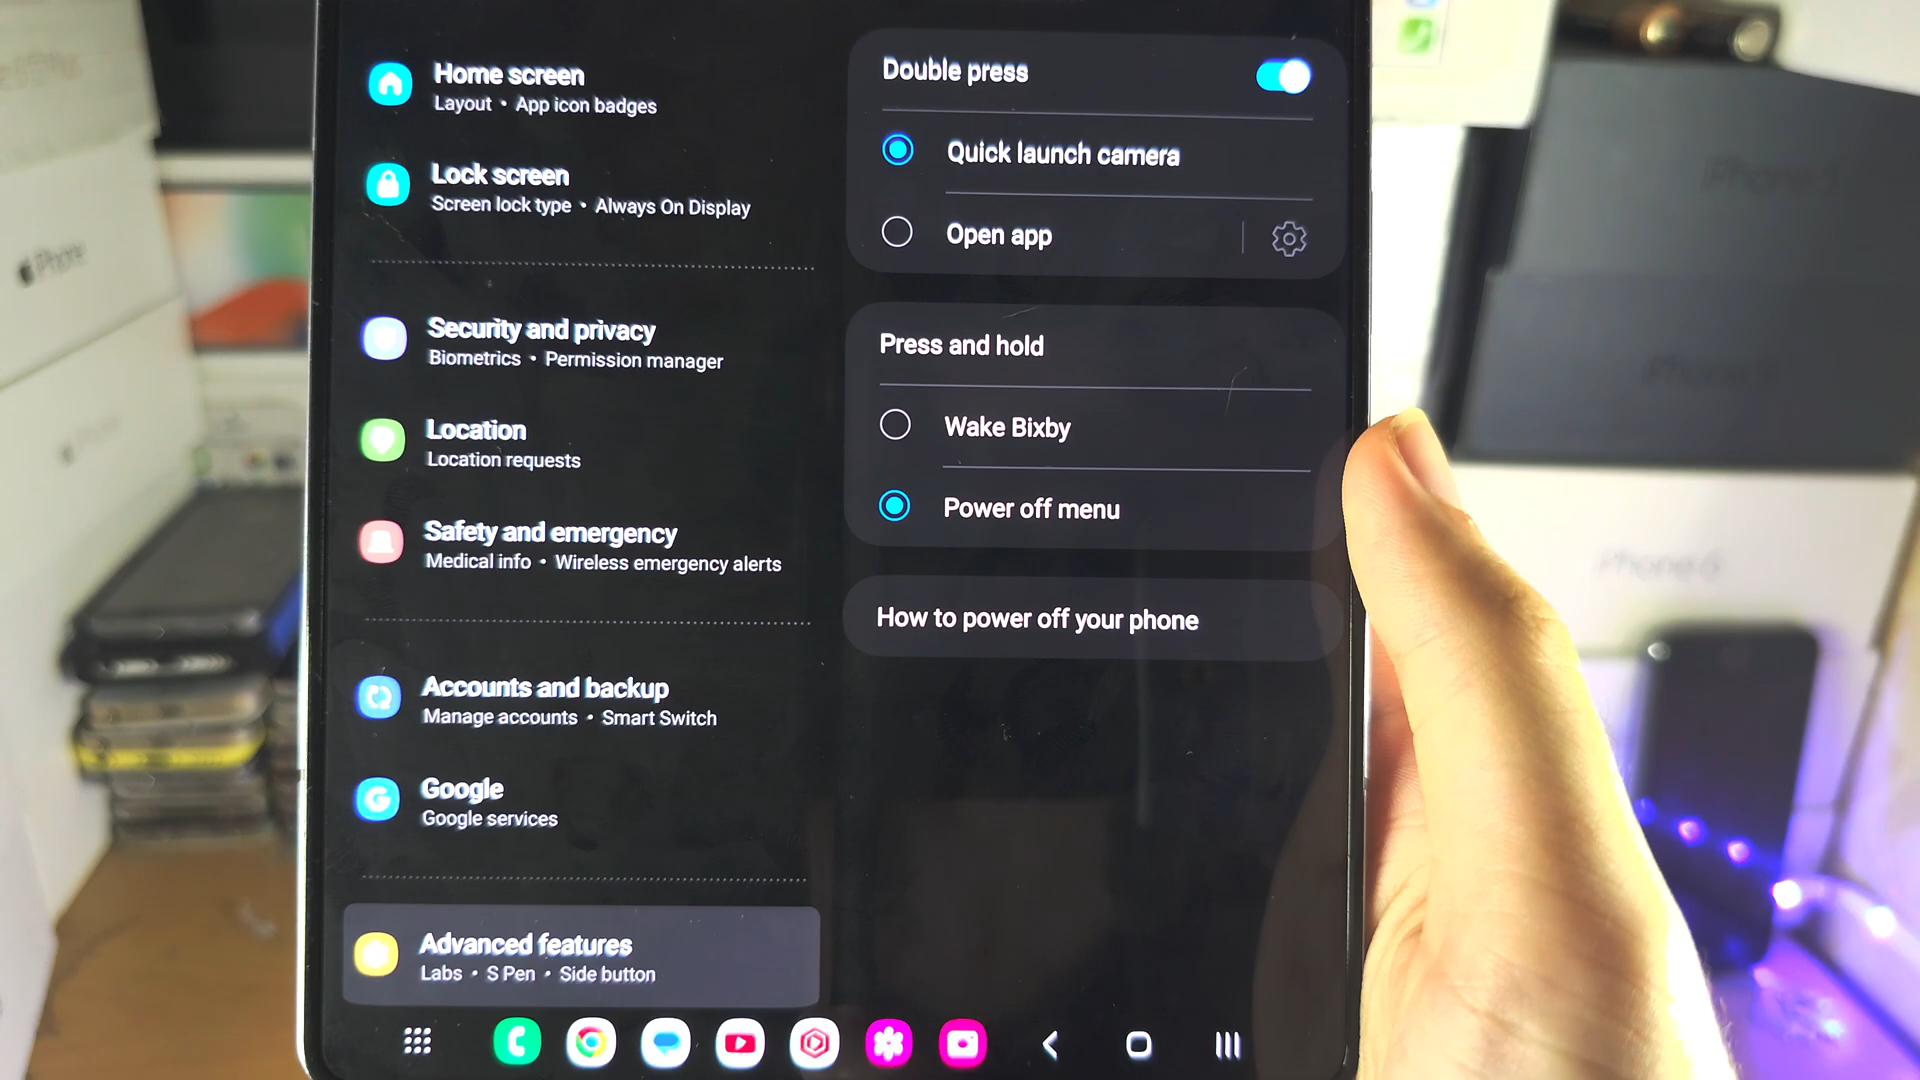 Home screen
Layout • App icon badges
Lock screen
Screen lock type • Always On Display
Security and privacy
Biometrics • Permission manager
Location
Location requests
Safety and emergency
Medical info • Wireless emergency alerts
Accounts and backup
Manage accounts • Smart Switch
Google
Google services
Advanced features
Labs • S Pen • Side button
Double press
Quick launch camera
Open app
Press and hold
Wake Bixby
Power off menu
How to power off your phone
iPhone
iPhone 6